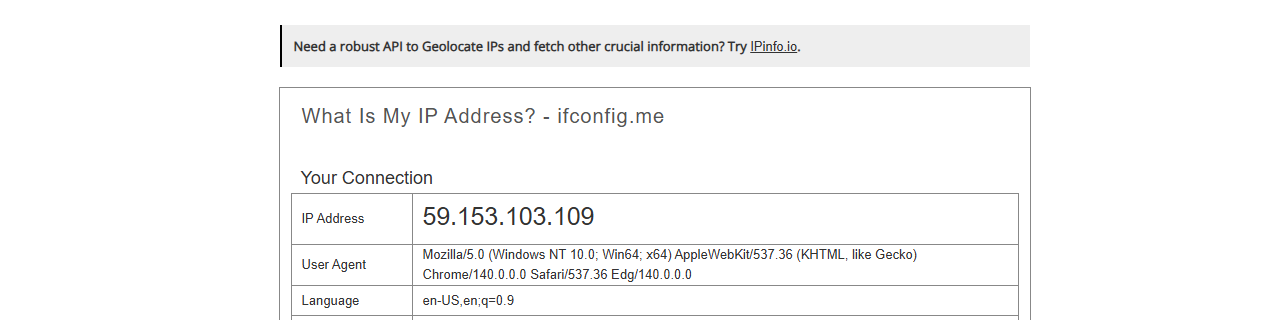 Need a robust API to Geolocate IPs and fetch other crucial information? Try IPinfo.io.
What Is My IP Address? - ifconfig.me
Your Connection
IP Address 59.153.103.109
User Agent Mozilla/5.0 (Windows NT 10.0; Win64; x64) AppleWebKit/537.36 (KHTML, like Gecko)
Chrome/140.0.0.0 Safari/537.36 Edg/140.0.0.0
Language en-US,en;q=0.9